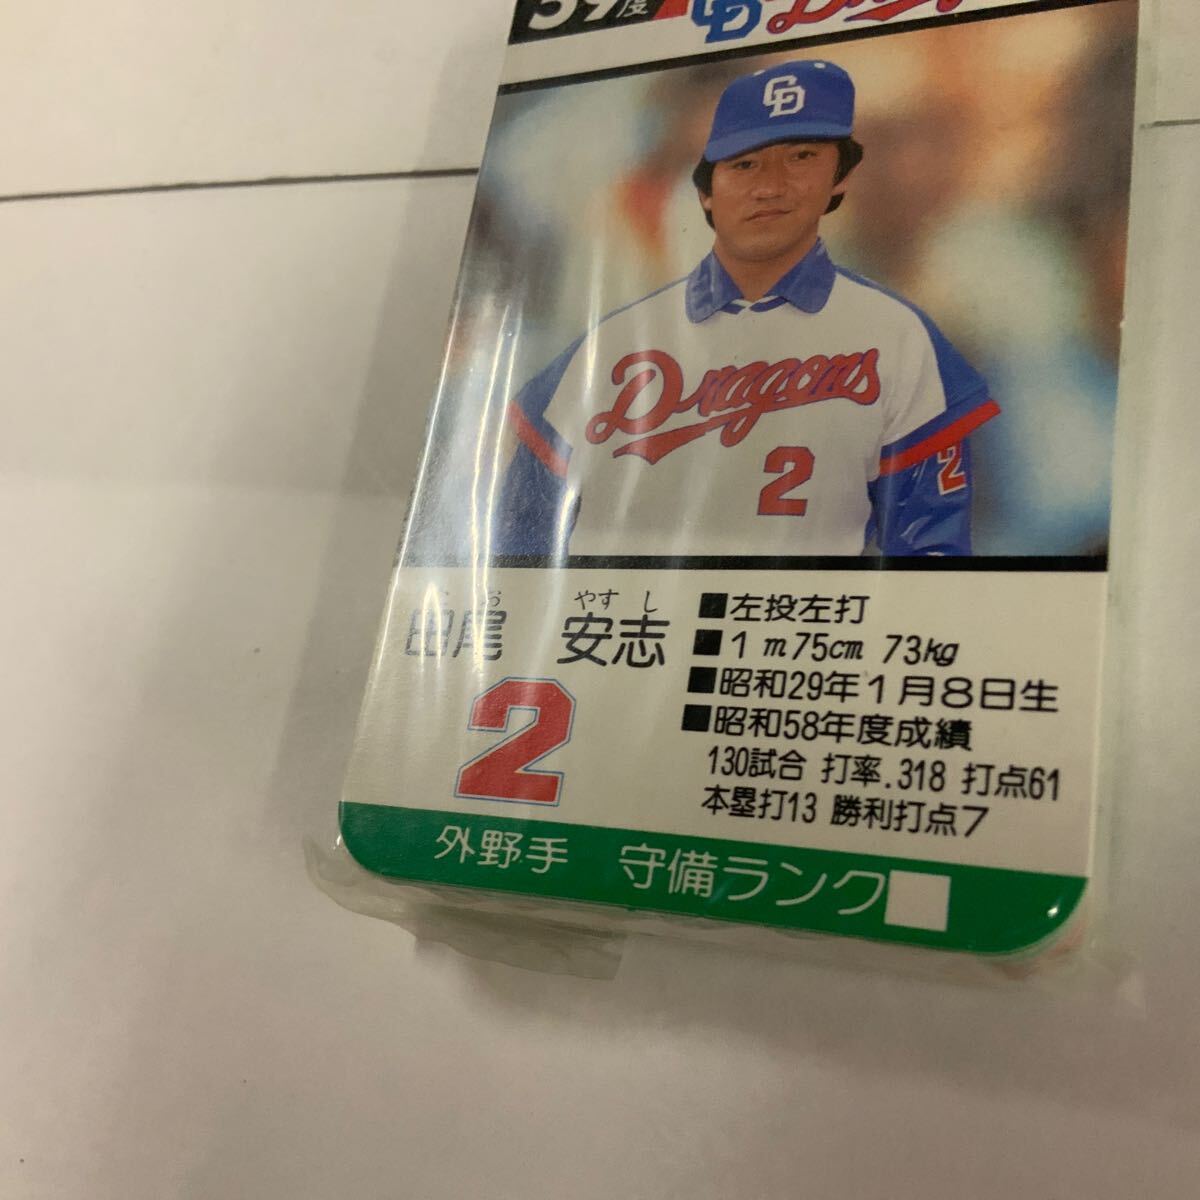 59年度 CD Dragons
CD
Dragons
2
2
たお やすし
田尾 安志
2
■左投左打
■1m75cm 73kg
■昭和29年1月8日生
■昭和58年度成績
130試合 打率.318 打点61
本塁打13 勝利打点7
外野手 守備ランク□